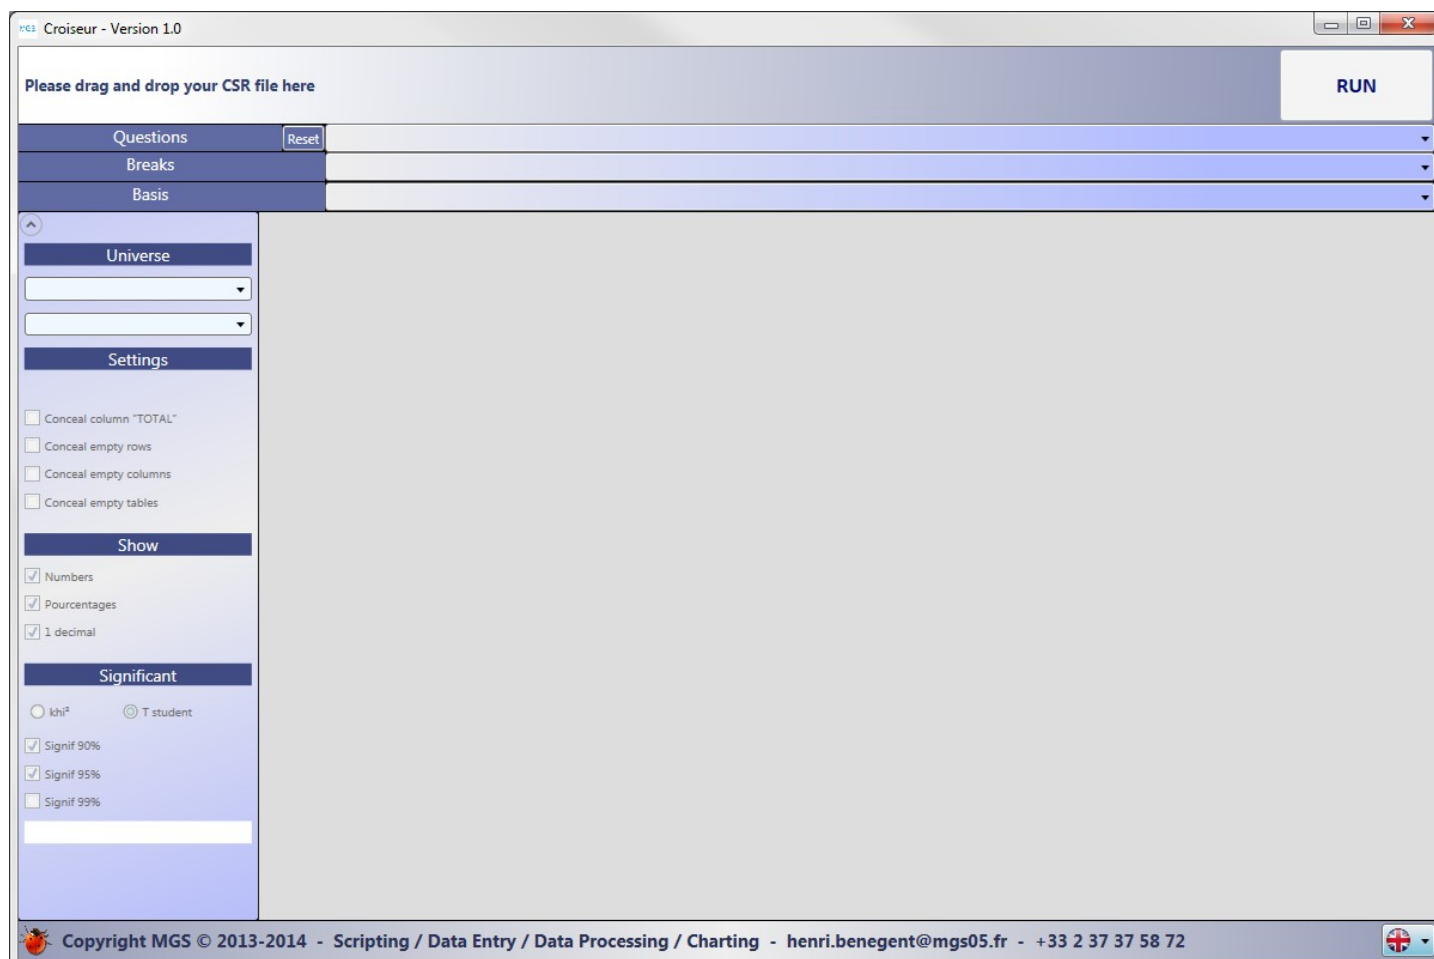 MGS Croiseur - Version 1.0
Please drag and drop your CSR file here
RUN
Questions
Reset
Breaks
Basis
Universe
Settings
Conceal column "TOTAL"
Conceal empty rows
Conceal empty columns
Conceal empty tables
Show
Numbers
Pourcentages
1 decimal
Significant
khi² T student
Signif 90%
Signif 95%
Signif 99%
Copyright MGS © 2013-2014 - Scripting / Data Entry / Data Processing / Charting - henri.benegent@mgs05.fr - +33 2 37 37 58 72